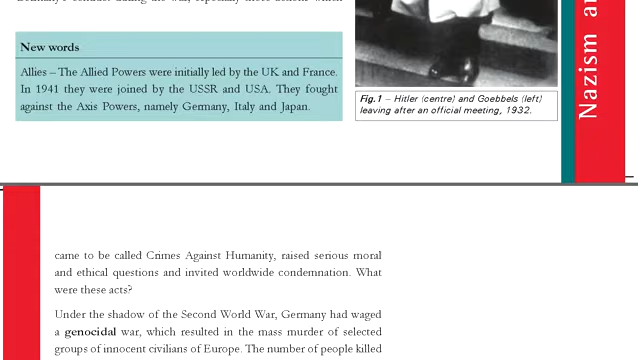 New words
Allies – The Allied Powers were initially led by the UK and France.
In 1941 they were joined by the USSR and USA. They fought
against the Axis Powers, namely Germany, Italy and Japan.
Fig.1 – Hitler (centre) and Goebbels (left)
leaving after an official meeting, 1932.
Nazism
came to be called Crimes Against Humanity, raised serious moral
and ethical questions and invited worldwide condemnation. What
were these acts?
Under the shadow of the Second World War, Germany had waged
a genocidal war, which resulted in the mass murder of selected
groups of innocent civilians of Europe. The number of people killed